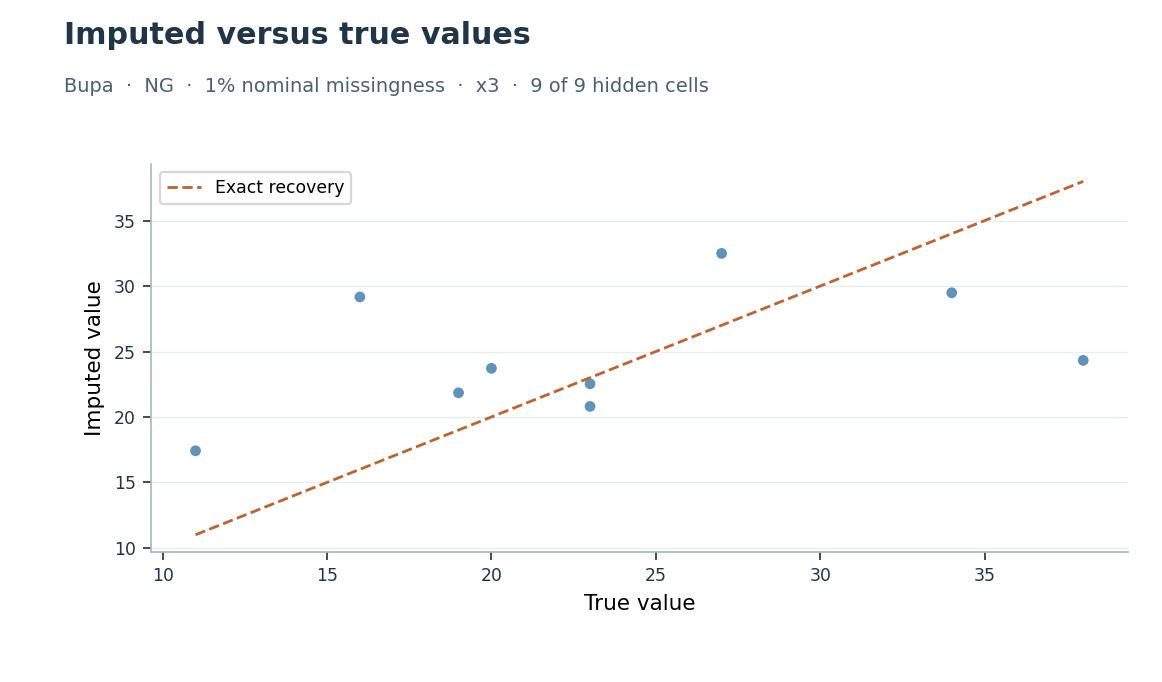 Imputed versus true values
Bupa · NG · 1% nominal missingness · x3 · 9 of 9 hidden cells
Exact recovery
35
30
25
20
15
10
Imputed value
10 15 20 25 30 35
True value